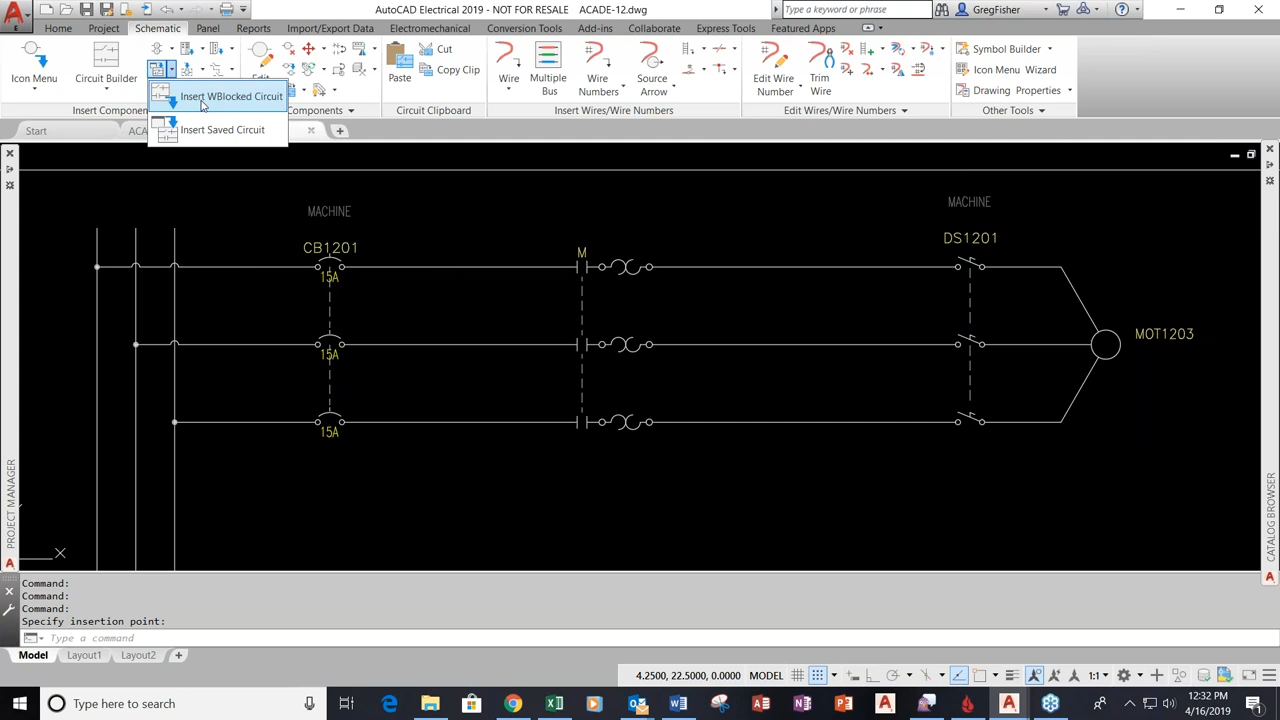 AutoCAD Electrical 2019 - NOT FOR RESALE   ACADE-12.dwg
Type a keyword or phrase
GregFisher
Home
Project
Schematic
Panel
Reports
Import/Export Data
Electromechanical
Conversion Tools
Add-ins
Collaborate
Express Tools
Featured Apps
Icon Menu
Circuit Builder
Edit
Paste
Cut
Copy Clip
Wire
Multiple
Bus
Wire
Numbers
Source
Arrow
Edit Wire
Number
Trim
Wire
Symbol Builder
Icon Menu Wizard
Drawing Properties
Insert WBlocked Circuit
Insert Saved Circuit
Insert Compon
Components
Circuit Clipboard
Insert Wires/Wire Numbers
Edit Wires/Wire Numbers
Other Tools
Start
ACA
MACHINE
CB1201
15A
15A
15A
M
MACHINE
DS1201
MOT1203
X
PROJECT MANAGER
CATALOG BROWSER
Command:
Command:
Command:
Specify insertion point:
Type a command
Model
Layout1
Layout2
4.2500, 22.5000, 0.0000
MODEL
1:1
Type here to search
12:32 PM
4/16/2019